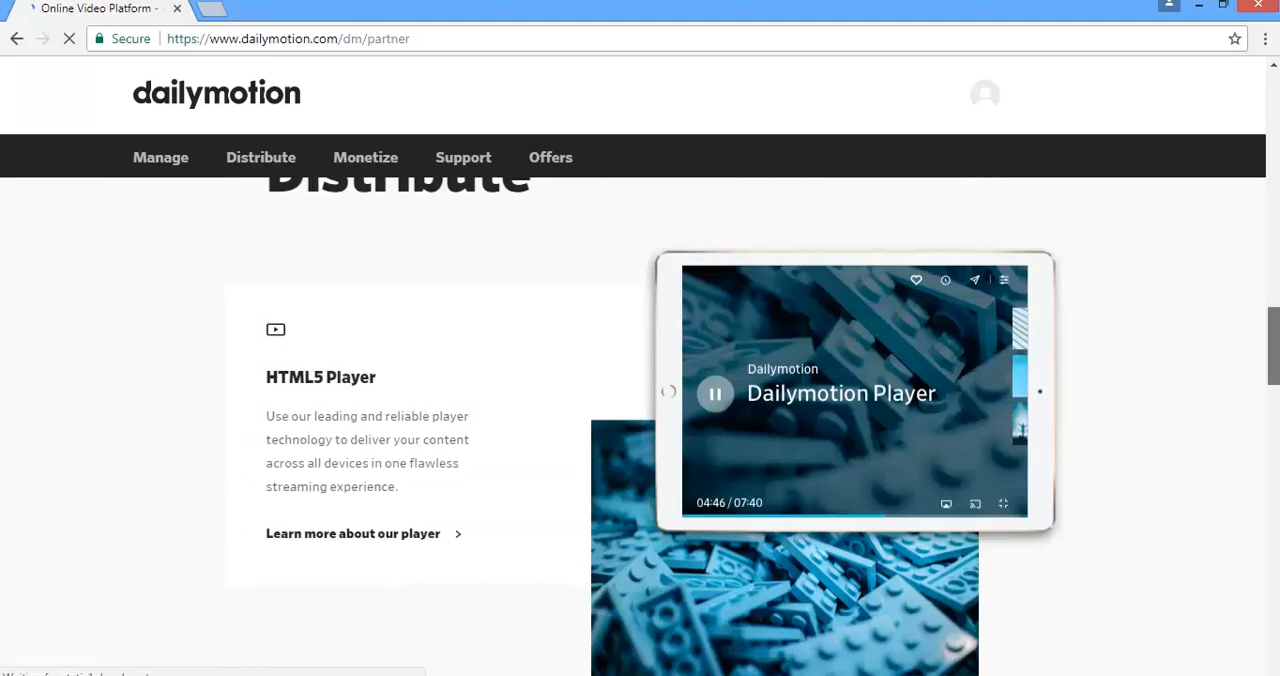 Online Video Platform -
Secure
https://www.dailymotion.com/dm/partner
dailymotion
Manage
Distribute
Monetize
Support
Offers
Distribute
HTML5 Player
Use our leading and reliable player
technology to deliver your content
across all devices in one flawless
streaming experience.
Learn more about our player
Dailymotion
Dailymotion Player
04:46 / 07:40